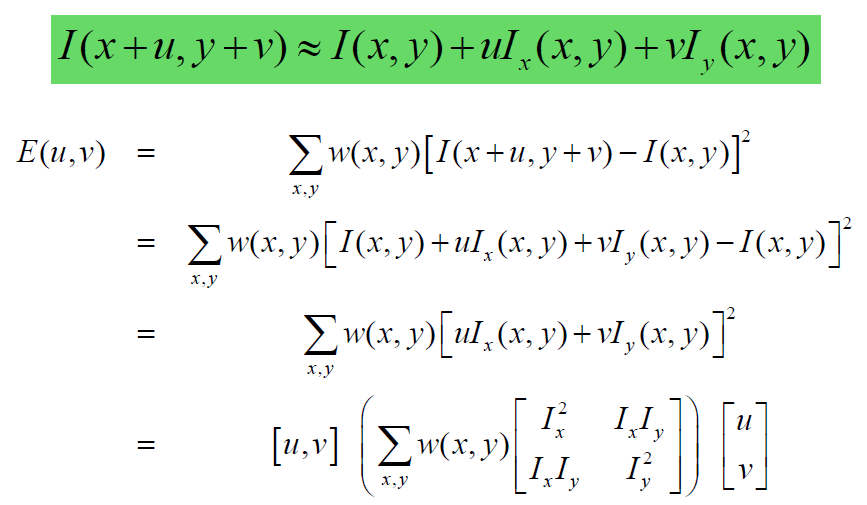 I(x+u, y+v) ≈ I(x, y) + uI_x(x, y) + vI_y(x, y)
E(u,v) = ∑_{x,y} w(x, y)[I(x+u, y+v) − I(x, y)]^2
= ∑_{x,y} w(x, y)[I(x, y) + uI_x(x, y) + vI_y(x, y) − I(x, y)]^2
= ∑_{x,y} w(x, y)[uI_x(x, y) + vI_y(x, y)]^2
= [u,v] (∑_{x,y} w(x, y) [I_x^2 I_xI_y; I_xI_y I_y^2]) [u; v]